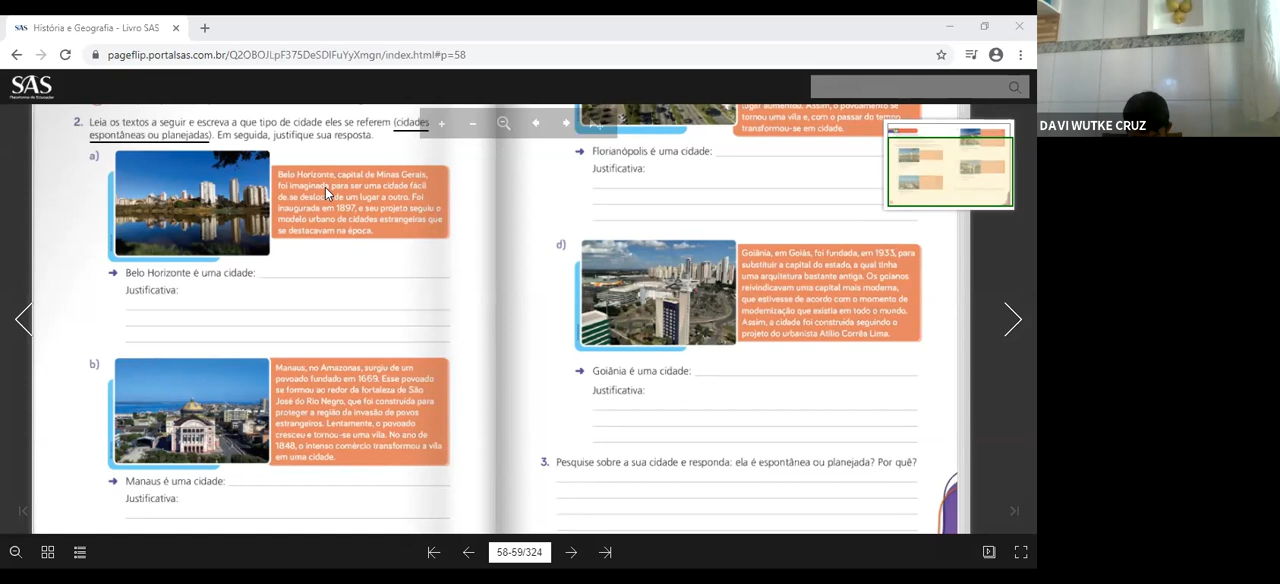 SAS História e Geografia - Livro SAS
pageflip.portalsas.com.br/Q2OBOJLpF375DeSDIFuYyXmgn/index.html#p=58
SAS
DAVI WUTKE CRUZ
2. Leia os textos a seguir e escreva a que tipo de cidade eles se referem (cidades
espontâneas ou planejadas). Em seguida, justifique sua resposta.
a)
Belo Horizonte, capital de Minas Gerais,
foi imaginada para ser uma cidade fácil
de se deslocar de um lugar a outro. Foi
inaugurada em 1897, e seu projeto seguiu o
modelo urbano de cidades estrangeiras que
se destacavam na época.
Belo Horizonte é uma cidade:
Justificativa:
b)
Manaus, no Amazonas, surgiu de um
povoado fundado em 1669. Esse povoado
se formou ao redor da fortaleza de São
José do Rio Negro, que foi construída para
proteger a região da invasão de povos
estrangeiros. Lentamente, o povoado
cresceu e tornou-se uma vila. No ano de
1848, o intenso comércio transformou a vila
em uma cidade.
Manaus é uma cidade:
Justificativa:
lugar aumentou. Assim, o povoamento se
tornou uma vila e, com o passar do tempo,
transformou-se em cidade.
Florianópolis é uma cidade:
Justificativa:
d)
Goiânia, em Goiás, foi fundada, em 1933, para
substituir a capital do estado, a qual tinha
uma arquitetura bastante antiga. Os goianos
reivindicavam uma capital mais moderna,
que estivesse de acordo com o momento de
modernização que existia em todo o mundo.
Assim, a cidade foi construída seguindo o
projeto do urbanista Atílio Corrêa Lima.
Goiânia é uma cidade:
Justificativa:
3. Pesquise sobre a sua cidade e responda: ela é espontânea ou planejada? Por quê?
58-59/324